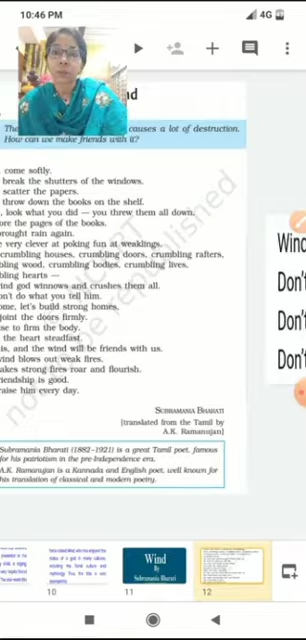 10:46 PM
4G
nd
The
causes a lot of destruction.
How can we make friends with it?
come softly.
break the shutters of the windows.
scatter the papers.
throw down the books on the shelf.
, look what you did — you threw them all down.
ore the pages of the books.
brought rain again.
e very clever at poking fun at weaklings.
crumbling houses, crumbling doors, crumbling rafters,
bling wood, crumbling bodies, crumbling lives,
bling hearts —
vind god winnows and crushes them all.
on't do what you tell him.
ome, let's build strong homes,
joint the doors firmly.
ise to firm the body.
the heart steadfast.
is, and the wind will be friends with us.
wind blows out weak fires.
akes strong fires roar and flourish.
riendship is good.
raise him every day.
SUBRAMANIA BHARATI
[translated from the Tamil by
A.K. Ramanujan]
Subramania Bharati (1882–1921) is a great Tamil poet, famous
for his patriotism in the pre-Independence era.
A.K. Ramanujan is a Kannada and English poet, well known for
his translation of classical and modern poetry.
not to be republished
Wind
Don't
Don't
Don't
Wind
By
Subramania Bharati
10
11
12